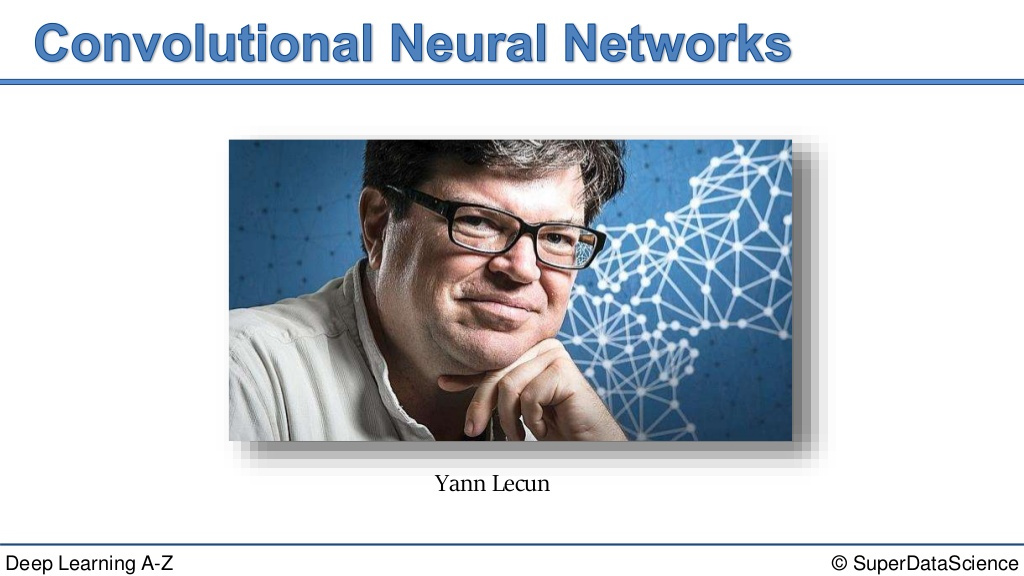 Convolutional Neural Networks
Yann Lecun
Deep Learning A-Z
© SuperDataScience